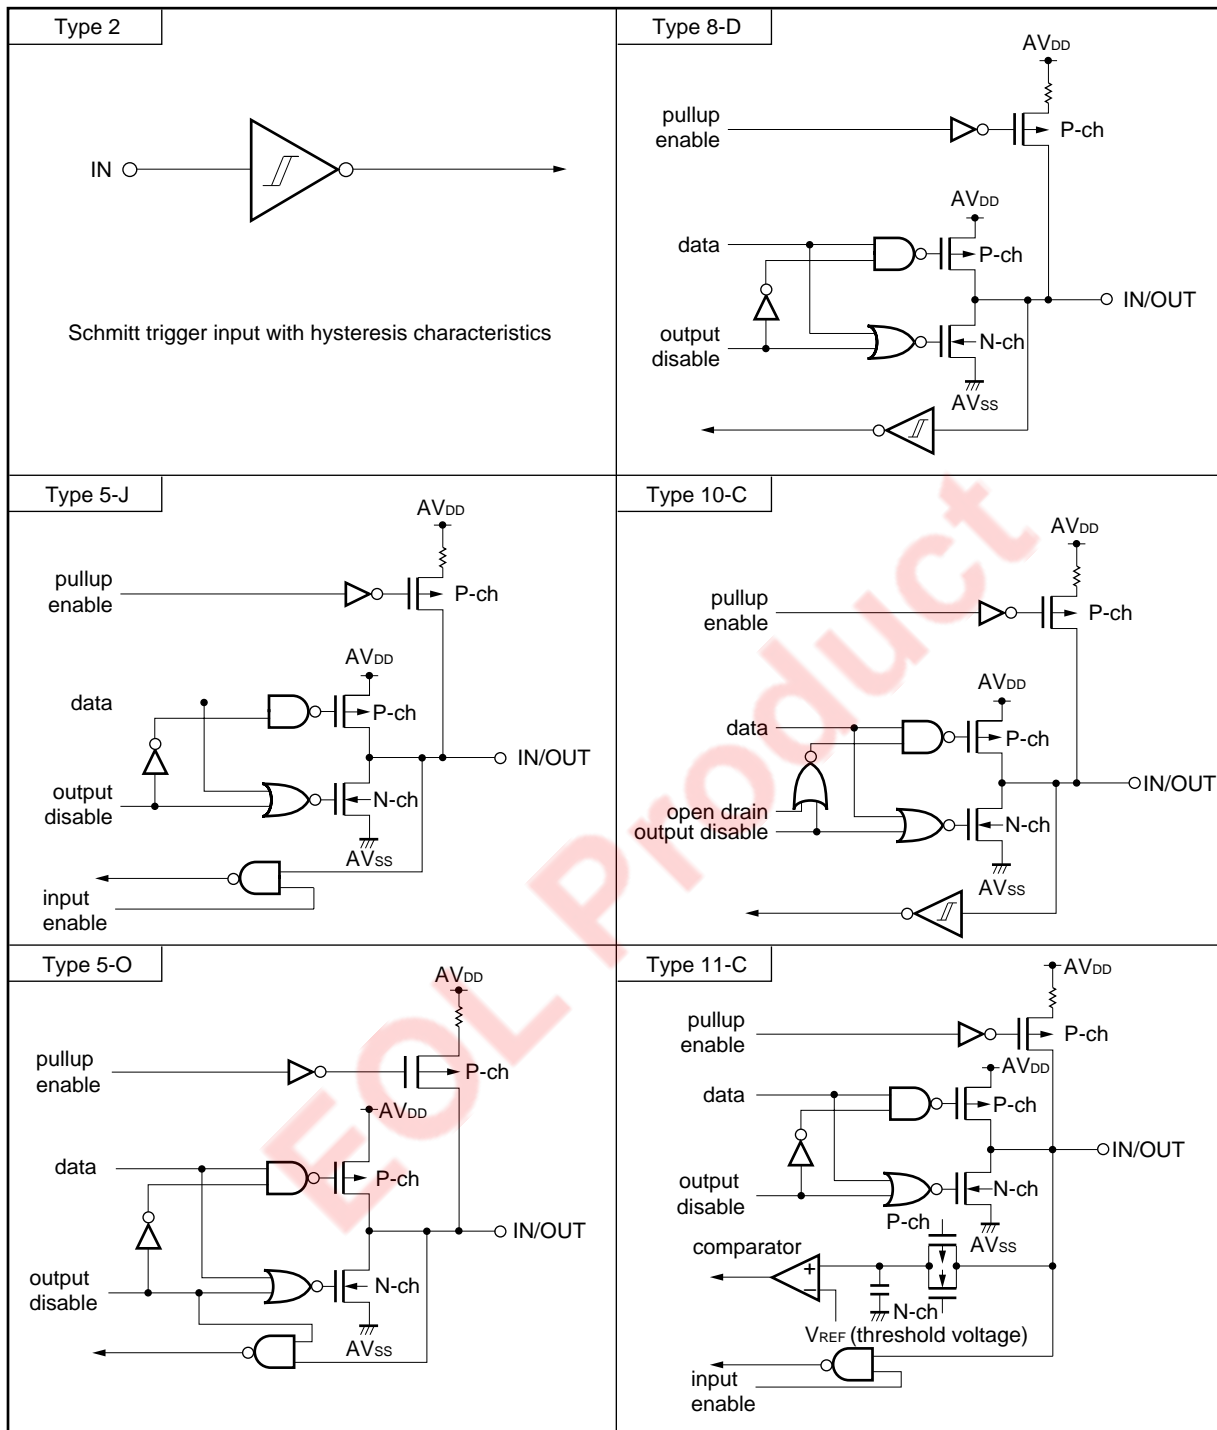 Type 2
IN
Schmitt trigger input with hysteresis characteristics
Type 8-D
AVDD
pullup
enable
P-ch
AVDD
data
P-ch
IN/OUT
output
disable
N-ch
AVSS
Type 5-J
AVDD
pullup
enable
P-ch
AVDD
data
P-ch
IN/OUT
output
disable
N-ch
AVSS
input
enable
Type 10-C
AVDD
pullup
enable
P-ch
AVDD
data
P-ch
IN/OUT
open drain
output disable
N-ch
AVSS
Type 5-O
AVDD
pullup
enable
P-ch
AVDD
data
P-ch
IN/OUT
output
disable
N-ch
AVSS
Type 11-C
AVDD
pullup
enable
P-ch
AVDD
data
P-ch
IN/OUT
output
disable
N-ch
P-ch
AVSS
comparator
+
−
N-ch
VREF (threshold voltage)
input
enable
EOL Product